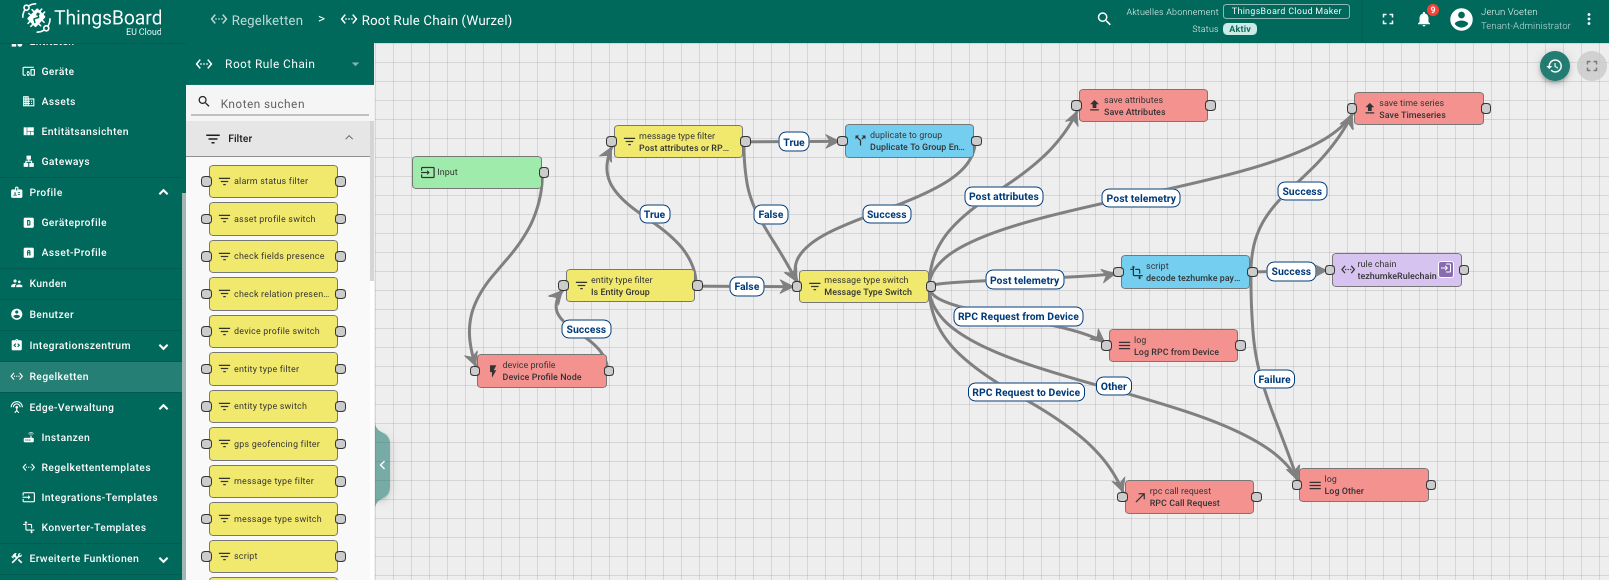 ThingsBoard
EU Cloud
Regelketten > Root Rule Chain (Wurzel)
Aktuelles Abonnement ThingsBoard Cloud Maker
Status Aktiv
9
Jerun Voeten
Tenant-Administrator
Entitäten
Geräte
Assets
Entitätsansichten
Gateways
Profile
Geräteprofile
Asset-Profile
Kunden
Benutzer
Integrationszentrum
Regelketten
Edge-Verwaltung
Instanzen
Regelkettentemplates
Integrations-Templates
Konverter-Templates
Erweiterte Funktionen
Root Rule Chain
Knoten suchen
Filter
alarm status filter
asset profile switch
check fields presence
check relation presen...
device profile switch
entity type filter
entity type switch
gps geofencing filter
message type filter
message type switch
script
Input
message type filter
Post attributes or RP...
True
duplicate to group
Duplicate To Group En...
save attributes
Save Attributes
save time series
Save Timeseries
True
False
Success
Post attributes
Post telemetry
Success
entity type filter
Is Entity Group
False
message type switch
Message Type Switch
Post telemetry
script
decode tezhumke pay...
Success
rule chain
tezhumkeRulechain
Success
RPC Request from Device
log
Log RPC from Device
device profile
Device Profile Node
RPC Request to Device
Other
Failure
rpc call request
RPC Call Request
log
Log Other